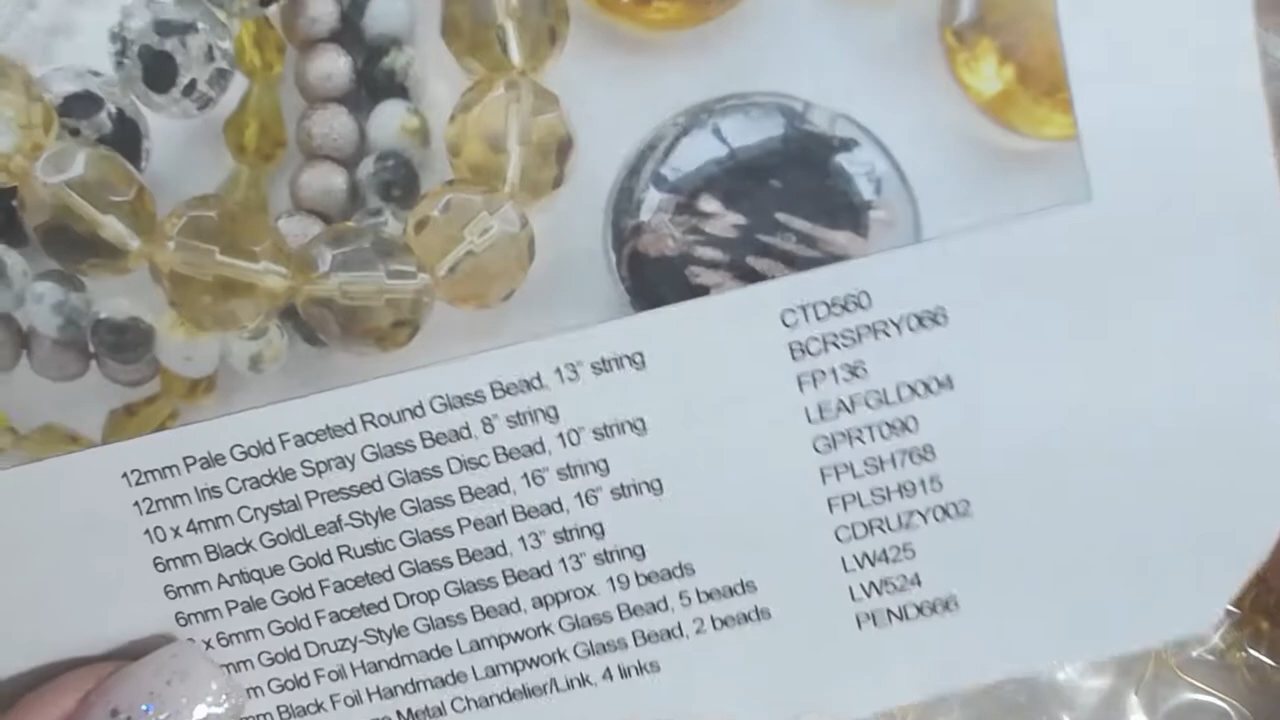 12mm Pale Gold Faceted Round Glass Bead, 13" string CTD560
12mm Iris Crackle Spray Glass Bead, 8" string BCRSPRY066
10 x 4mm Crystal Pressed Glass Disc Bead, 10" string FP136
6mm Black GoldLeaf-Style Glass Bead, 16" string LEAFGLD004
6mm Antique Gold Rustic Glass Pearl Bead, 16" string GPRT090
6mm Pale Gold Faceted Glass Bead, 13" string FPLSH768
x 6mm Gold Faceted Drop Glass Bead 13" string FPLSH915
mm Gold Druzy-Style Glass Bead, approx. 19 beads CDRUZY002
m Gold Foil Handmade Lampwork Glass Bead, 5 beads LW425
mm Black Foil Handmade Lampwork Glass Bead, 2 beads LW524
Metal Chandelier/Link, 4 links PEND666